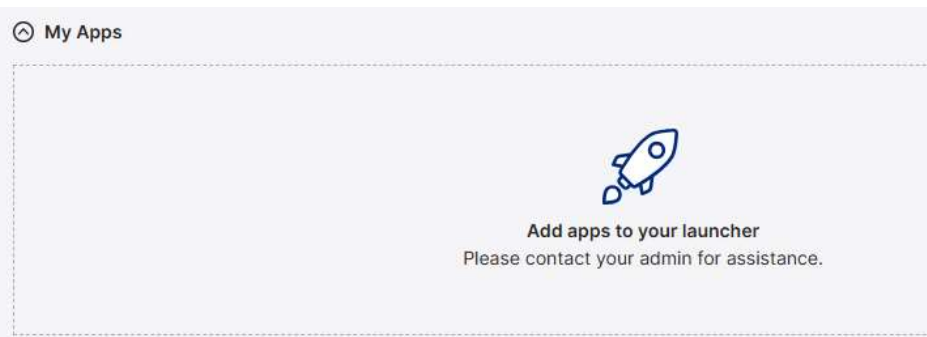 My Apps
Add apps to your launcher
Please contact your admin for assistance.